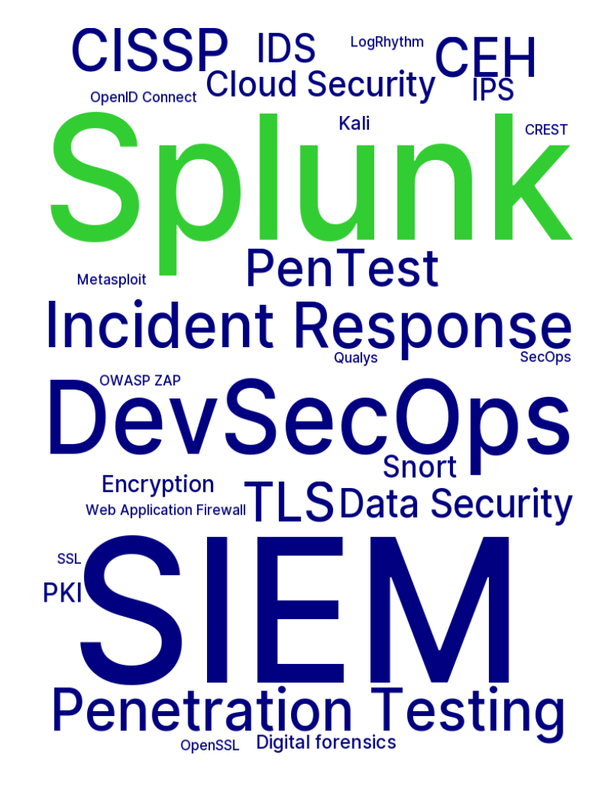 CISSP
IDS
LogRhythm
CEH
Cloud Security
IPS
OpenID Connect
Kali
CREST
Splunk
PenTest
Metasploit
Incident Response
Qualys
SecOps
OWASP ZAP
DevSecOps
Snort
Encryption
TLS
Data Security
Web Application Firewall
SSL
PKI
SIEM
Penetration Testing
OpenSSL
Digital forensics